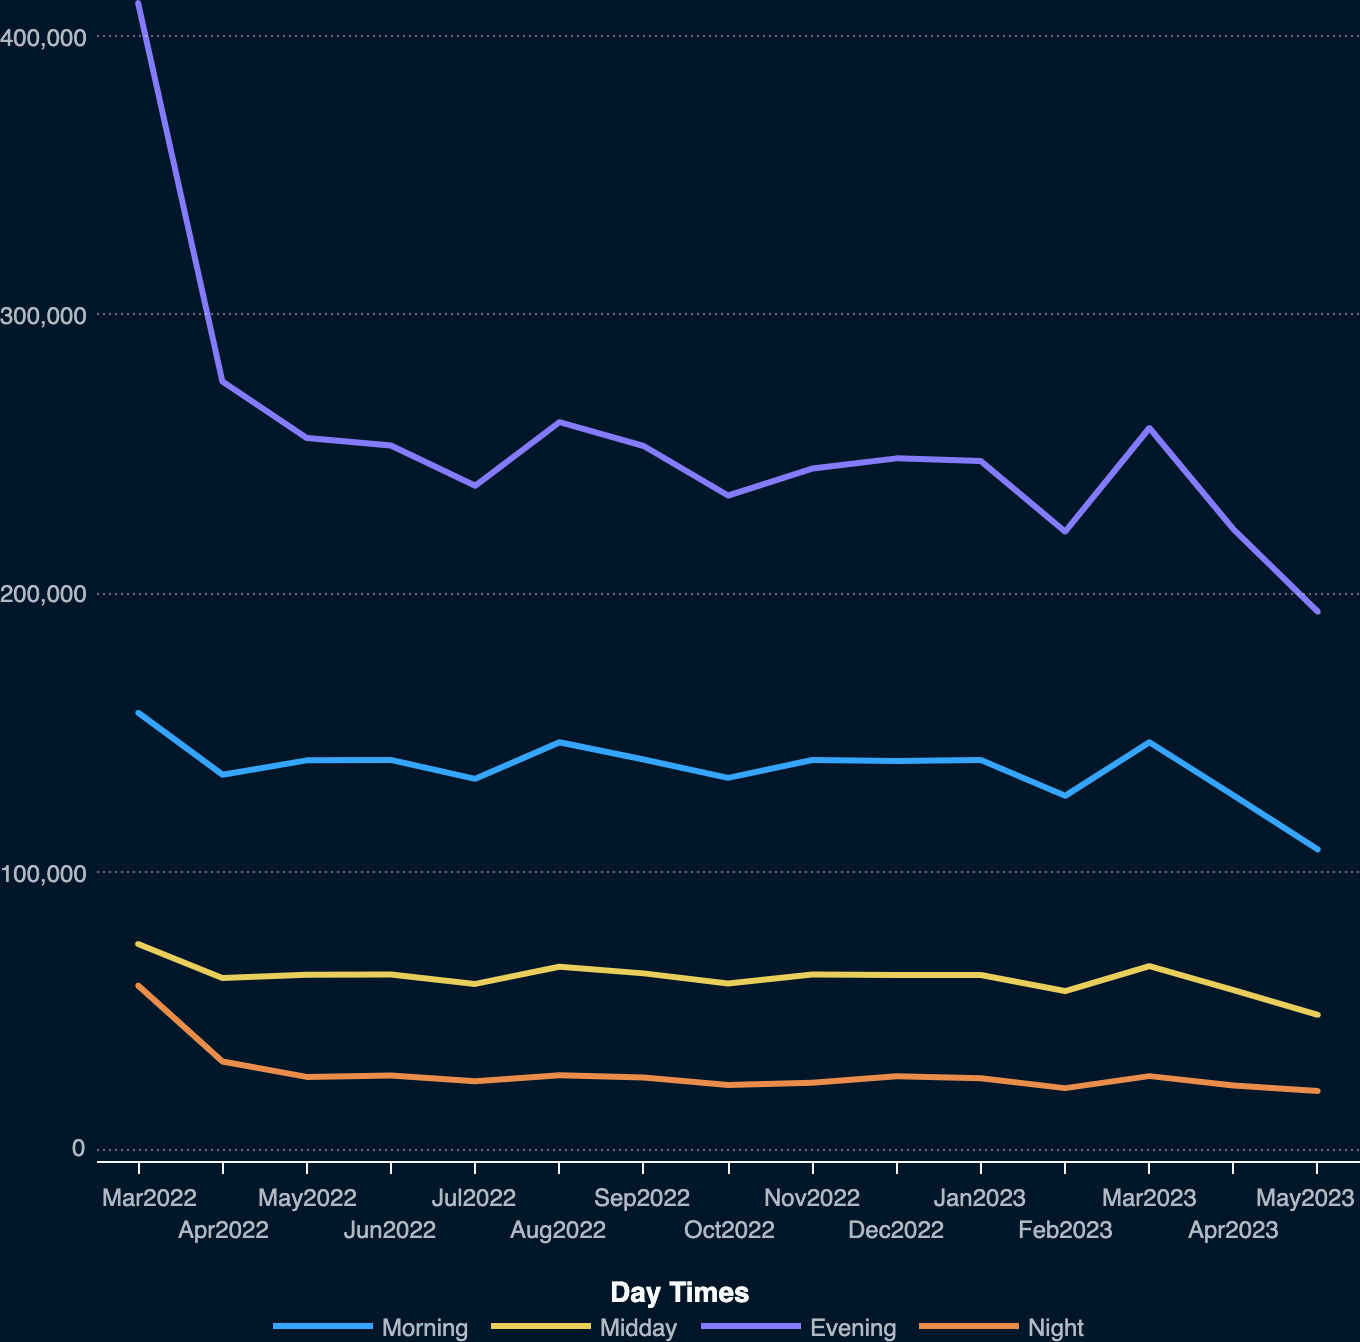 400,000
300,000
200,000
100,000
0
Mar2022 May2022 Jul2022 Sep2022 Nov2022 Jan2023 Mar2023 May2023
Apr2022 Jun2022 Aug2022 Oct2022 Dec2022 Feb2023 Apr2023
Day Times
Morning Midday Evening Night